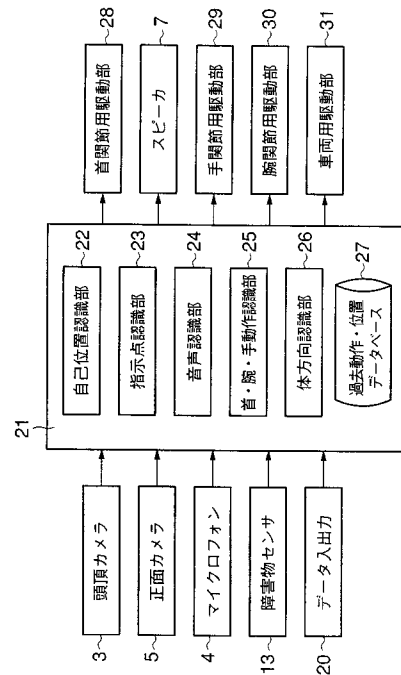 3
頭頂カメラ
5
正面カメラ
4
マイクロフォン
13
障害物センサ
20
データ入出力
21
自己位置認識部
22
指示点認識部
23
音声認識部
24
首・腕・手動作認識部
25
体方向認識部
26
過去動作・位置
データベース
27
首関節用駆動部
28
スピーカ
7
手関節用駆動部
29
腕関節用駆動部
30
車両用駆動部
31